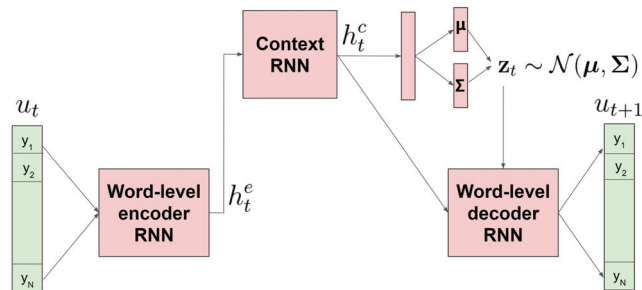 u_t
y_1
y_2
y_N
Word-level
encoder
RNN
h_t^e
Context
RNN
h_t^c
μ
Σ
z_t ∼ N(μ, Σ)
Word-level
decoder
RNN
u_{t+1}
y_1
y_2
y_N